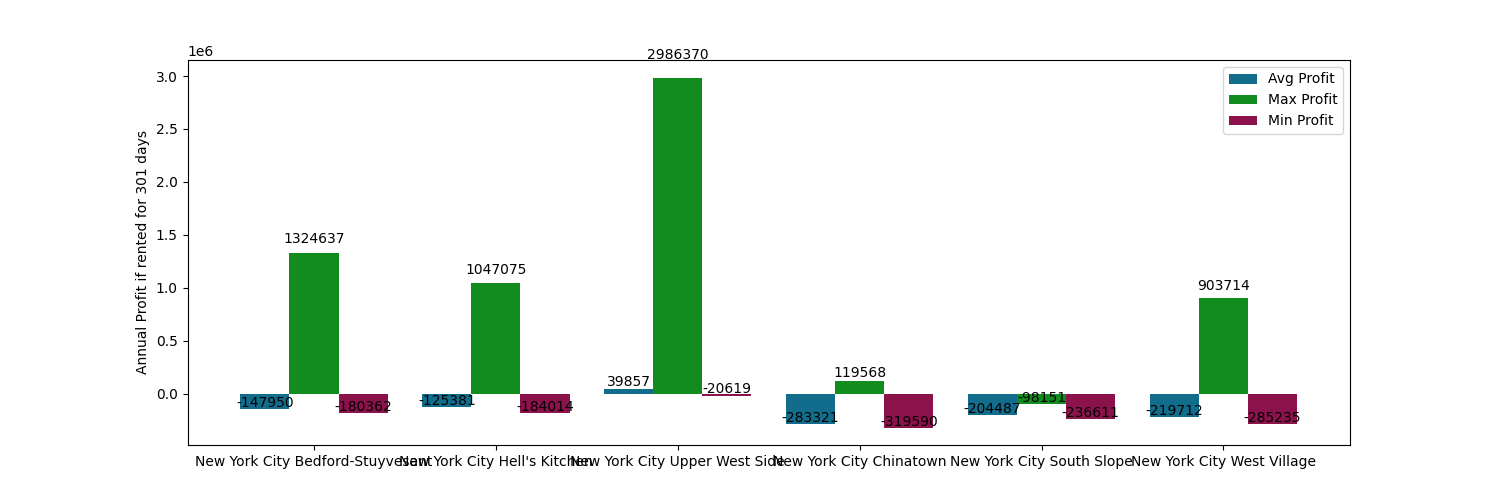 1e6
2986370
3.0
Avg Profit
Max Profit
Min Profit
2.5
2.0
1.5
1.0
0.5
0.0
Annual Profit if rented for 301 days
1324637
1047075
903714
39857
-20619
119568
-147950
-180362
-125381
-184014
-283321
-319590
-204487
-98151
-236611
-219712
-285235
New York City Bedford-Stuyvesant
New York City Hell's Kitchen
New York City Upper West Side
New York City Chinatown
New York City South Slope
New York City West Village